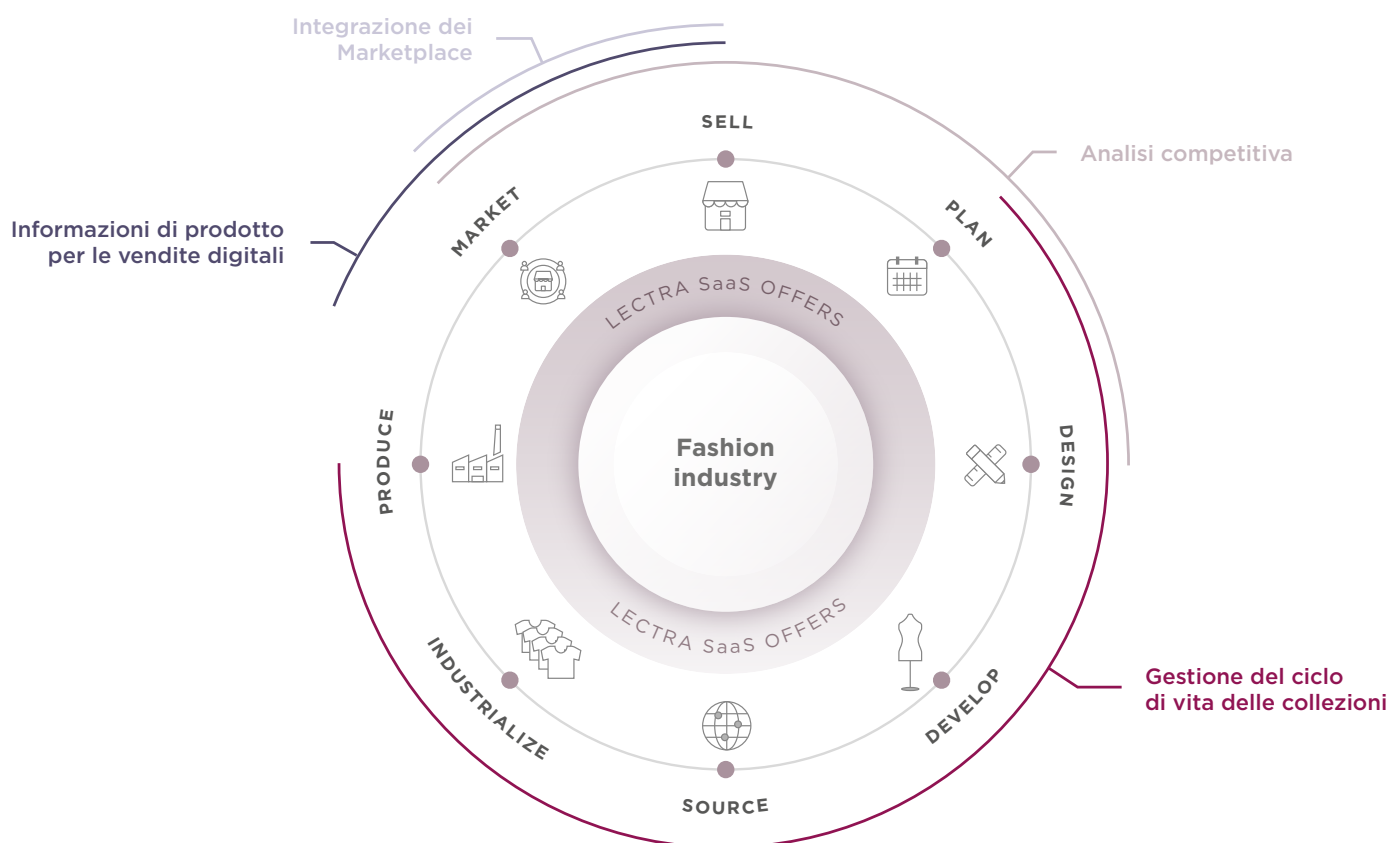 Integrazione dei
Marketplace
SELL
Analisi competitiva
MARKET
PLAN
Informazioni di prodotto
per le vendite digitali
LECTRA SaaS OFFERS
PRODUCE
Fashion
industry
DESIGN
LECTRA SaaS OFFERS
INDUSTRIALIZE
DEVELOP
Gestione del ciclo
di vita delle collezioni
SOURCE